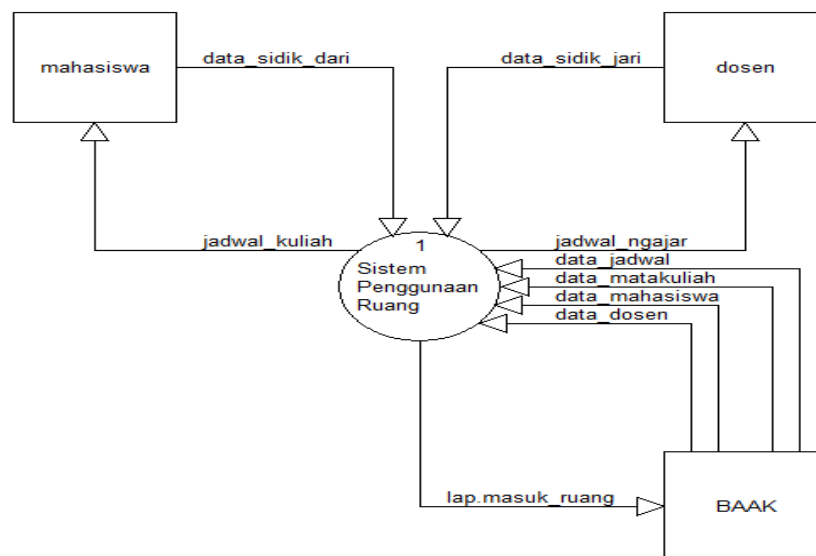 mahasiswa
data_sidik_dari
data_sidik_jari
dosen
jadwal_kuliah
1
Sistem
Penggunaan
Ruang
jadwal_ngajar
data_jadwal
data_matakuliah
data_mahasiswa
data_dosen
lap.masuk_ruang
BAAK